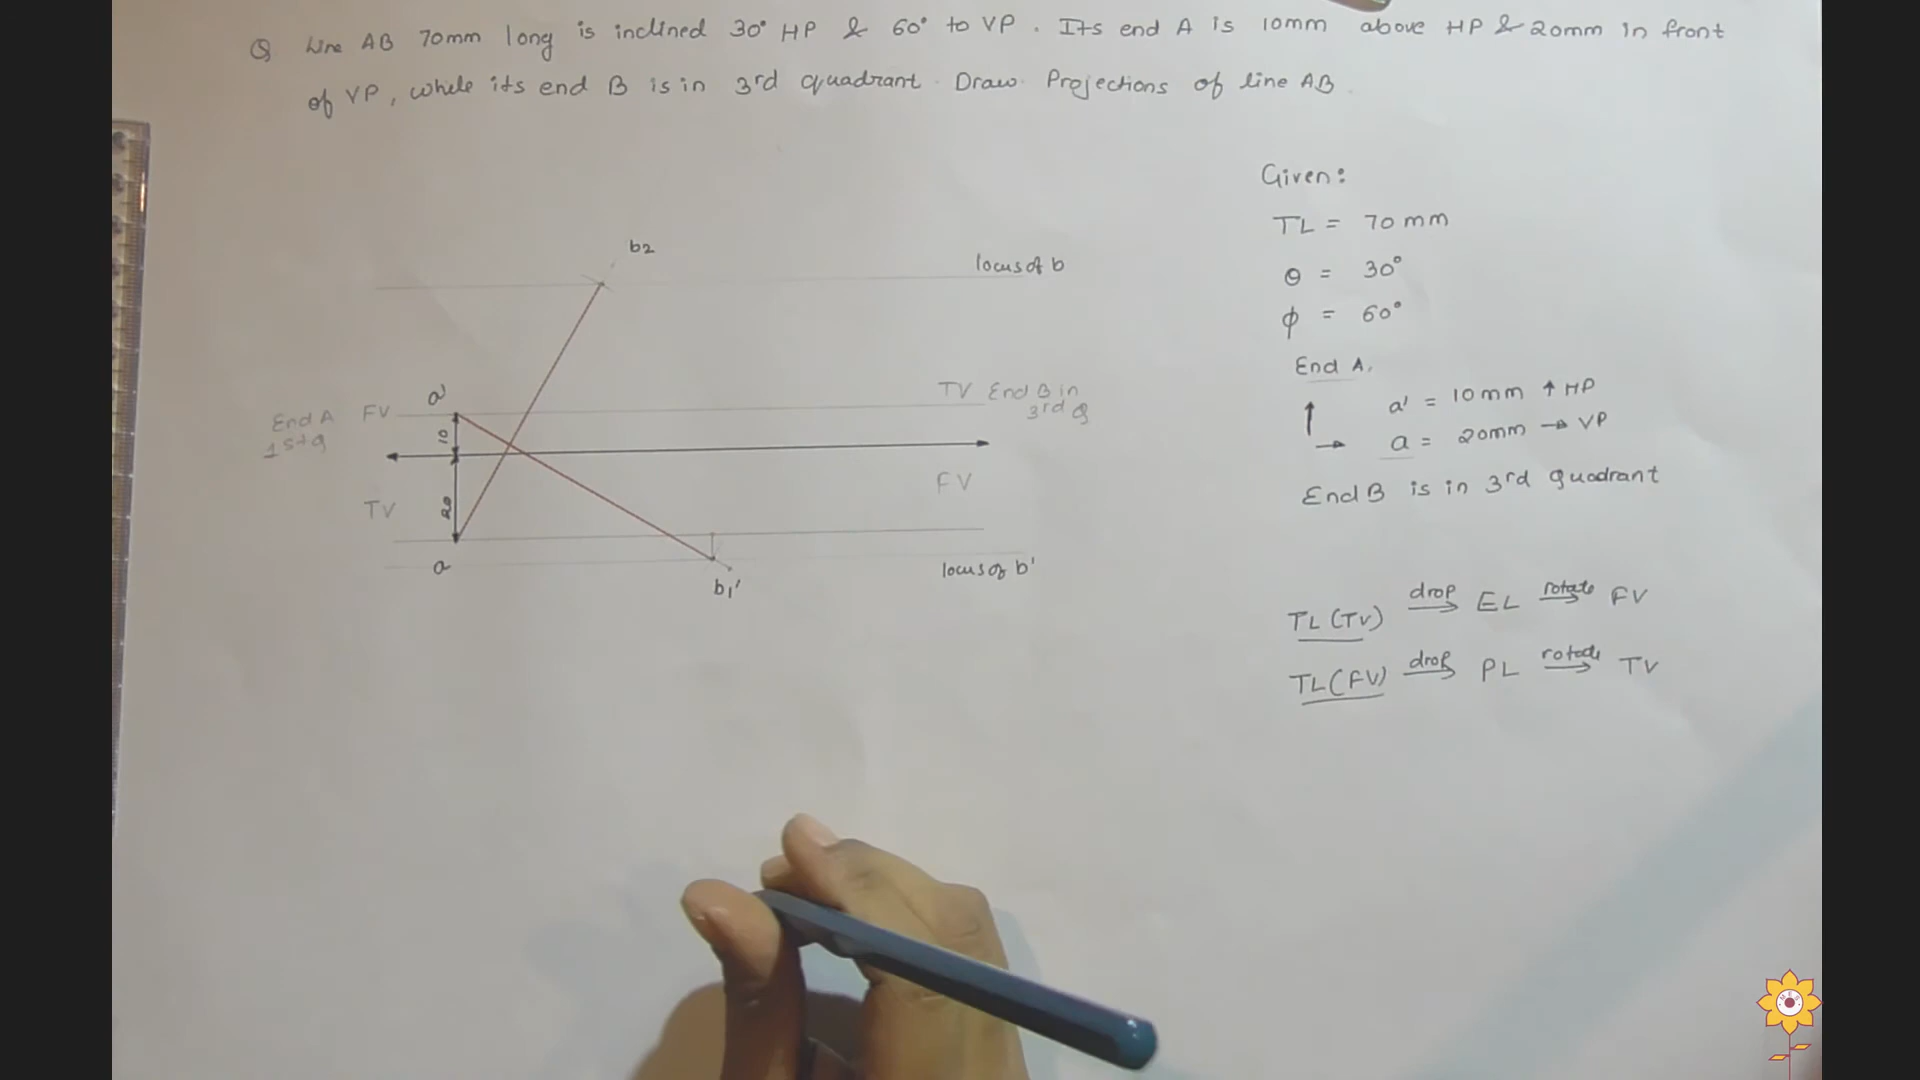 Q Line AB 70mm long is inclined 30° HP & 60° to VP. Its end A is 10mm above HP & 20mm in front
of VP, while its end B is in 3rd quadrant. Draw Projections of line AB.
Given:
TL = 70mm
θ = 30°
ϕ = 60°
End A.
a' = 10mm ↑ HP
a = 20mm → VP
End B is in 3rd quadrant
TL(TV) drop → EL rotate → FV
TL(FV) drop → PL rotate → TV
b2
locus of b
a'
End A FV
1st q
TV End B in
3rd Q
10
TV
20
FV
a
b1'
locus of b'